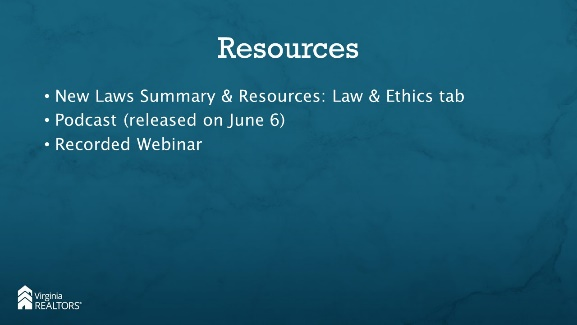 Resources
• New Laws Summary & Resources: Law & Ethics tab
• Podcast (released on June 6)
• Recorded Webinar
Virginia
REALTORS®